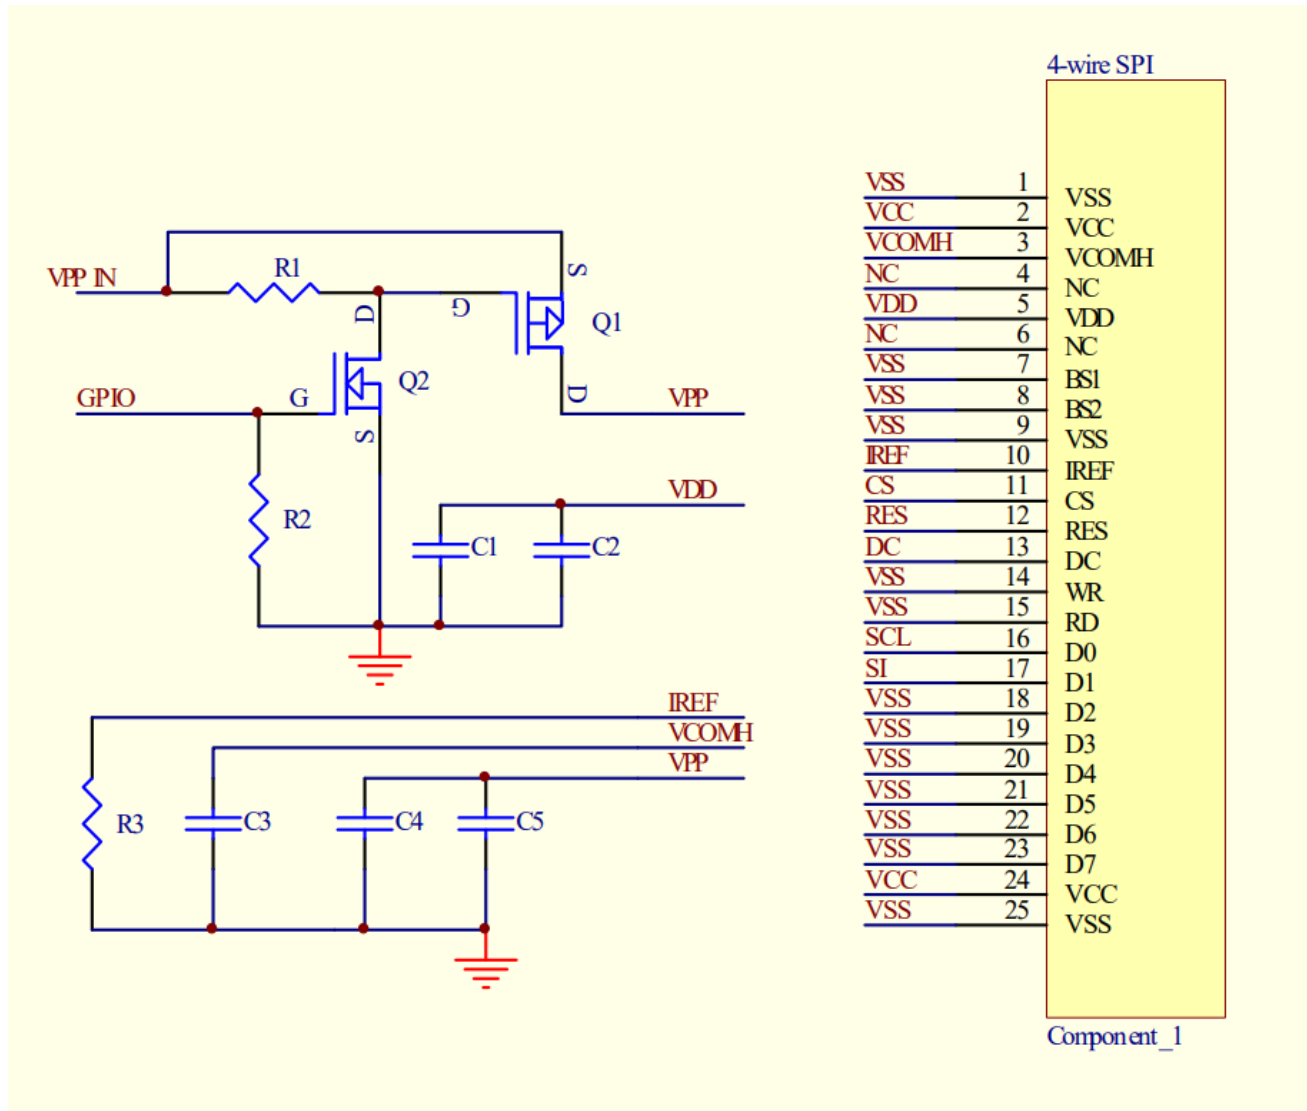 4-wire SPI
VSS 1 VSS
VCC 2 VCC
VCOMH 3 VCOMH
NC 4 NC
VDD 5 VDD
NC 6 NC
VSS 7 BS1
VSS 8 BS2
VSS 9 VSS
IREF 10 IREF
CS 11 CS
RES 12 RES
DC 13 DC
VSS 14 WR
VSS 15 RD
SCL 16 D0
SI 17 D1
VSS 18 D2
VSS 19 D3
VSS 20 D4
VSS 21 D5
VSS 22 D6
VSS 23 D7
VCC 24 VCC
VSS 25 VSS
Component_1
VPP IN
R1
S
D
G
Q1
Q2
GPIO
G
D
VPP
S
VDD
R2
C1
C2
IREF
VCOMH
VPP
R3
C3
C4
C5